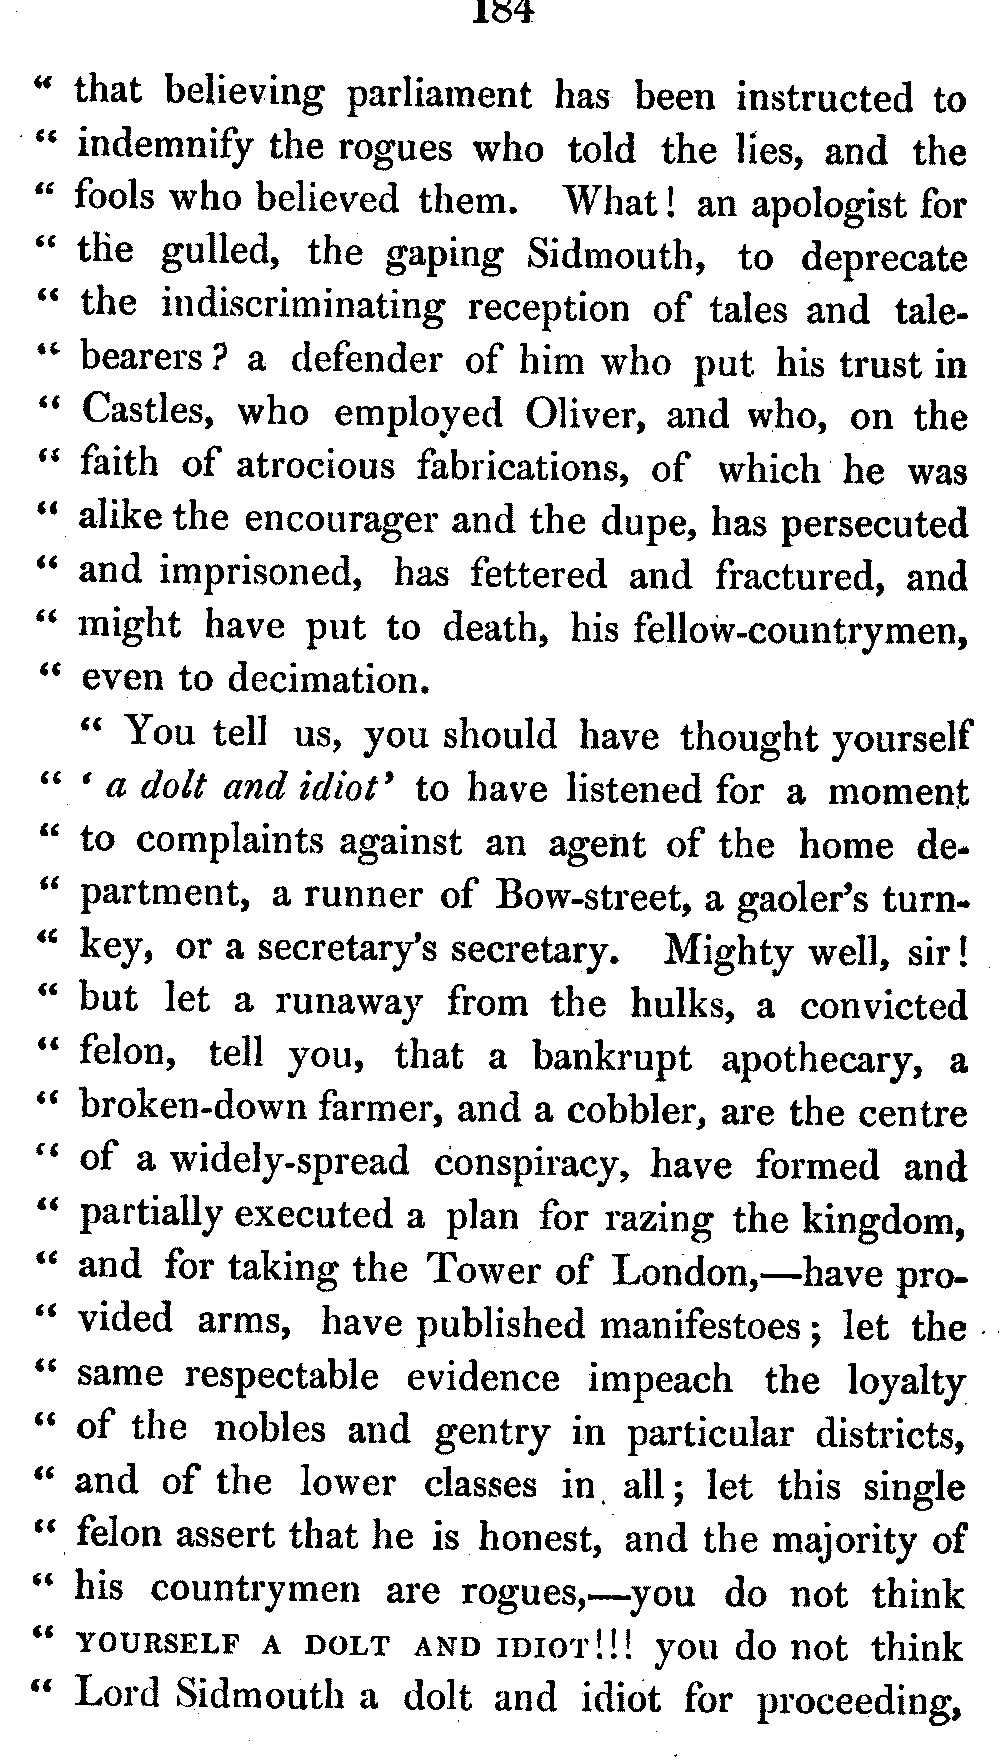 184
“ that believing parliament has been instructed to
“ indemnify the rogues who told the lies, and the
“ fools who believed them. What! an apologist for
“ the gulled, the gaping Sidmouth, to deprecate
“ the indiscriminating reception of tales and tale-
“ bearers? a defender of him who put his trust in
“ Castles, who employed Oliver, and who, on the
“ faith of atrocious fabrications, of which he was
“ alike the encourager and the dupe, has persecuted
“ and imprisoned, has fettered and fractured, and
“ might have put to death, his fellow-countrymen,
“ even to decimation.
“ You tell us, you should have thought yourself
“ ‘ a dolt and idiot’ to have listened for a moment
“ to complaints against an agent of the home de-
“ partment, a runner of Bow-street, a gaoler’s turn-
“ key, or a secretary’s secretary. Mighty well, sir!
“ but let a runaway from the hulks, a convicted
“ felon, tell you, that a bankrupt apothecary, a
“ broken-down farmer, and a cobbler, are the centre
“ of a widely-spread conspiracy, have formed and
“ partially executed a plan for razing the kingdom,
“ and for taking the Tower of London,—have pro-
“ vided arms, have published manifestoes; let the
“ same respectable evidence impeach the loyalty
“ of the nobles and gentry in particular districts,
“ and of the lower classes in all; let this single
“ felon assert that he is honest, and the majority of
“ his countrymen are rogues,—you do not think
“ YOURSELF A DOLT AND IDIOT!!! you do not think
“ Lord Sidmouth a dolt and idiot for proceeding,